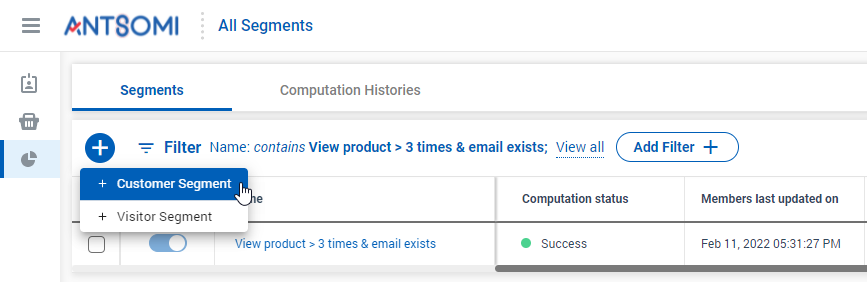 ANTSOMI All Segments
Segments Computation Histories
Filter Name: contains View product > 3 times & email exists; View all Add Filter +
+ Customer Segment
me Computation status Members last updated on
+ Visitor Segment
View product > 3 times & email exists Success Feb 11, 2022 05:31:27 PM